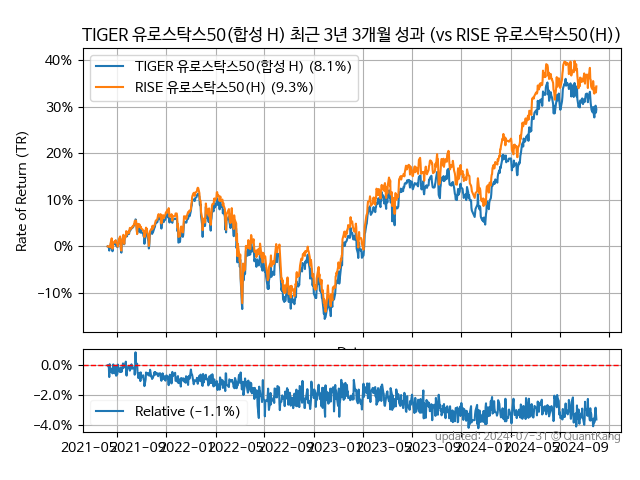 TIGER 유로스탁스50(합성 H) 최근 3년 3개월 성과 (vs RISE 유로스탁스50(H))
TIGER 유로스탁스50(합성 H) (8.1%)
RISE 유로스탁스50(H) (9.3%)
Rate of Return (TR)
40%
30%
20%
10%
0%
−10%
0.0%
−2.0%
−4.0%
Relative (−1.1%)
2021-05 2021-09 2022-01 2022-05 2022-09 2023-01 2023-05 2023-09 2024-01 2024-05 2024-09
updated: 2024-07-31 © QuantKang